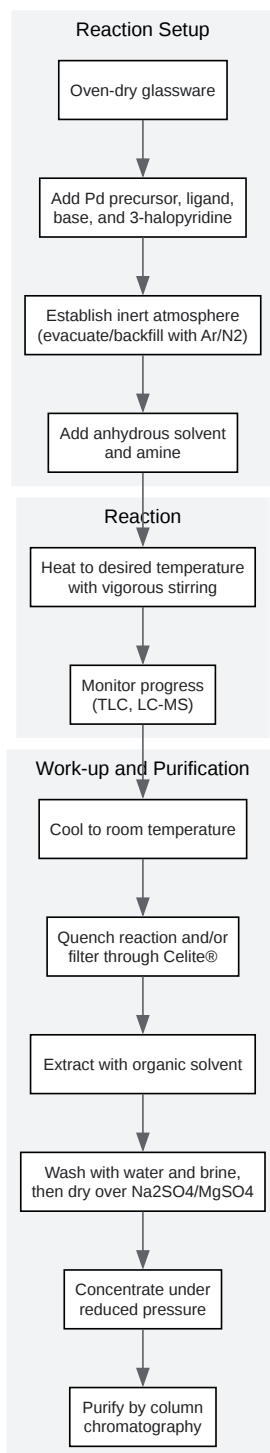 Reaction Setup
Oven-dry glassware
Add Pd precursor, ligand,
base, and 3-halopyridine
Establish inert atmosphere
(evacuate/backfill with Ar/N2)
Add anhydrous solvent
and amine
Reaction
Heat to desired temperature
with vigorous stirring
Monitor progress
(TLC, LC-MS)
Work-up and Purification
Cool to room temperature
Quench reaction and/or
filter through Celite®
Extract with organic solvent
Wash with water and brine,
then dry over Na2SO4/MgSO4
Concentrate under
reduced pressure
Purify by column
chromatography